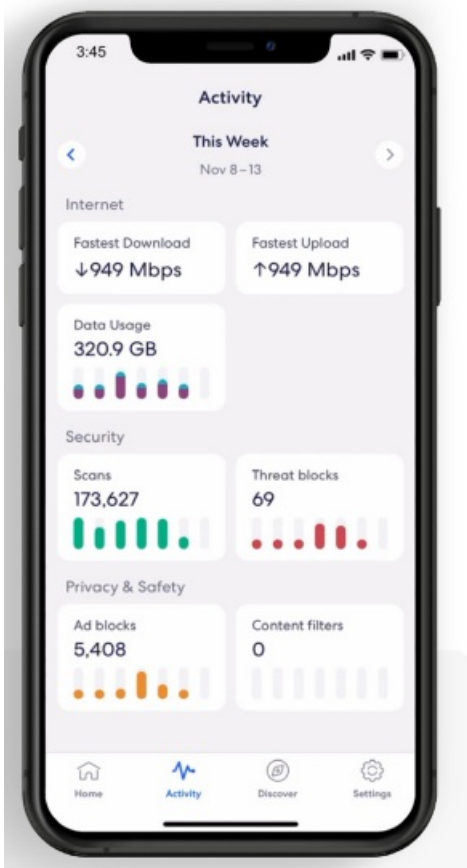 3:45
Activity
This Week
Nov 8–13
Internet
Fastest Download
↓949 Mbps
Fastest Upload
↑949 Mbps
Data Usage
320.9 GB
Security
Scans
173,627
Threat blocks
69
Privacy & Safety
Ad blocks
5,408
Content filters
0
Home
Activity
Discover
Settings